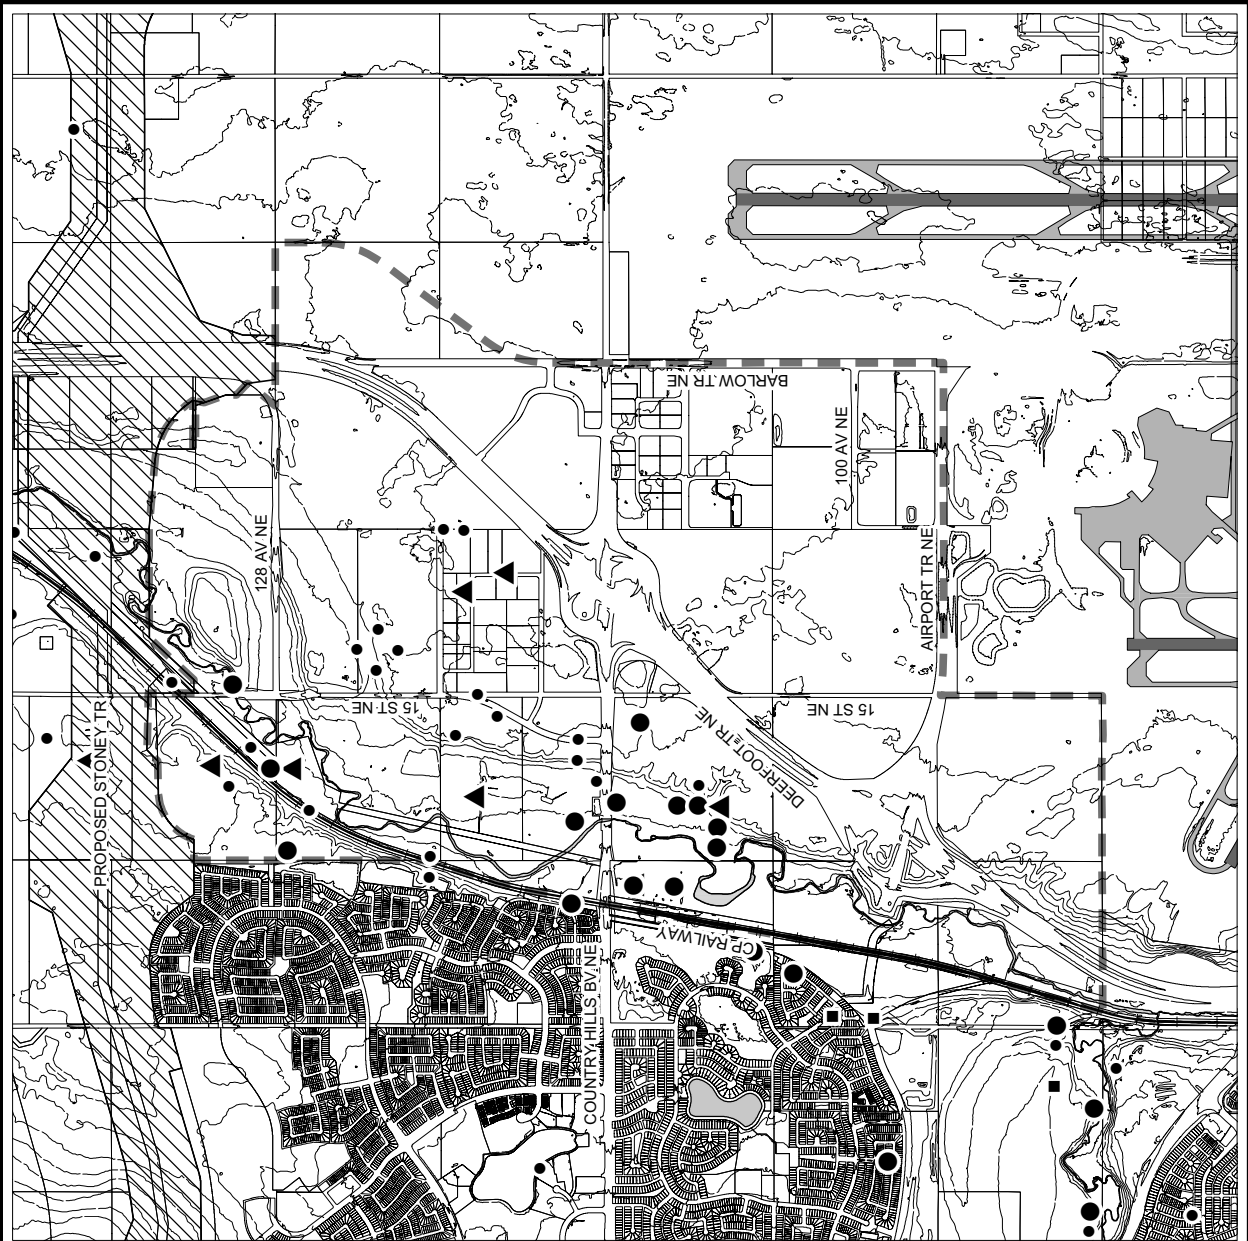 BARLOW TR NE
100 AV NE
128 AV NE
AIRPORT TR NE
15 ST NE
15 ST NE
DEERFOOT TR NE
PROPOSED STONEY TR
CP RAILWAY
COUNTRY HILLS BV NE